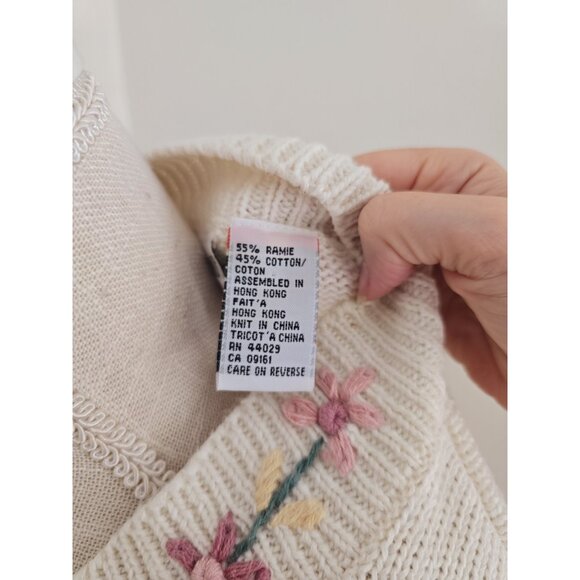 55% RAMIE
45% COTTON/
COTON
ASSEMBLED IN
HONG KONG
FAIT'A
HONG KONG
KNIT IN CHINA
TRICOT'A CHINA
RN 44029
CA 09161
CARE ON REVERSE